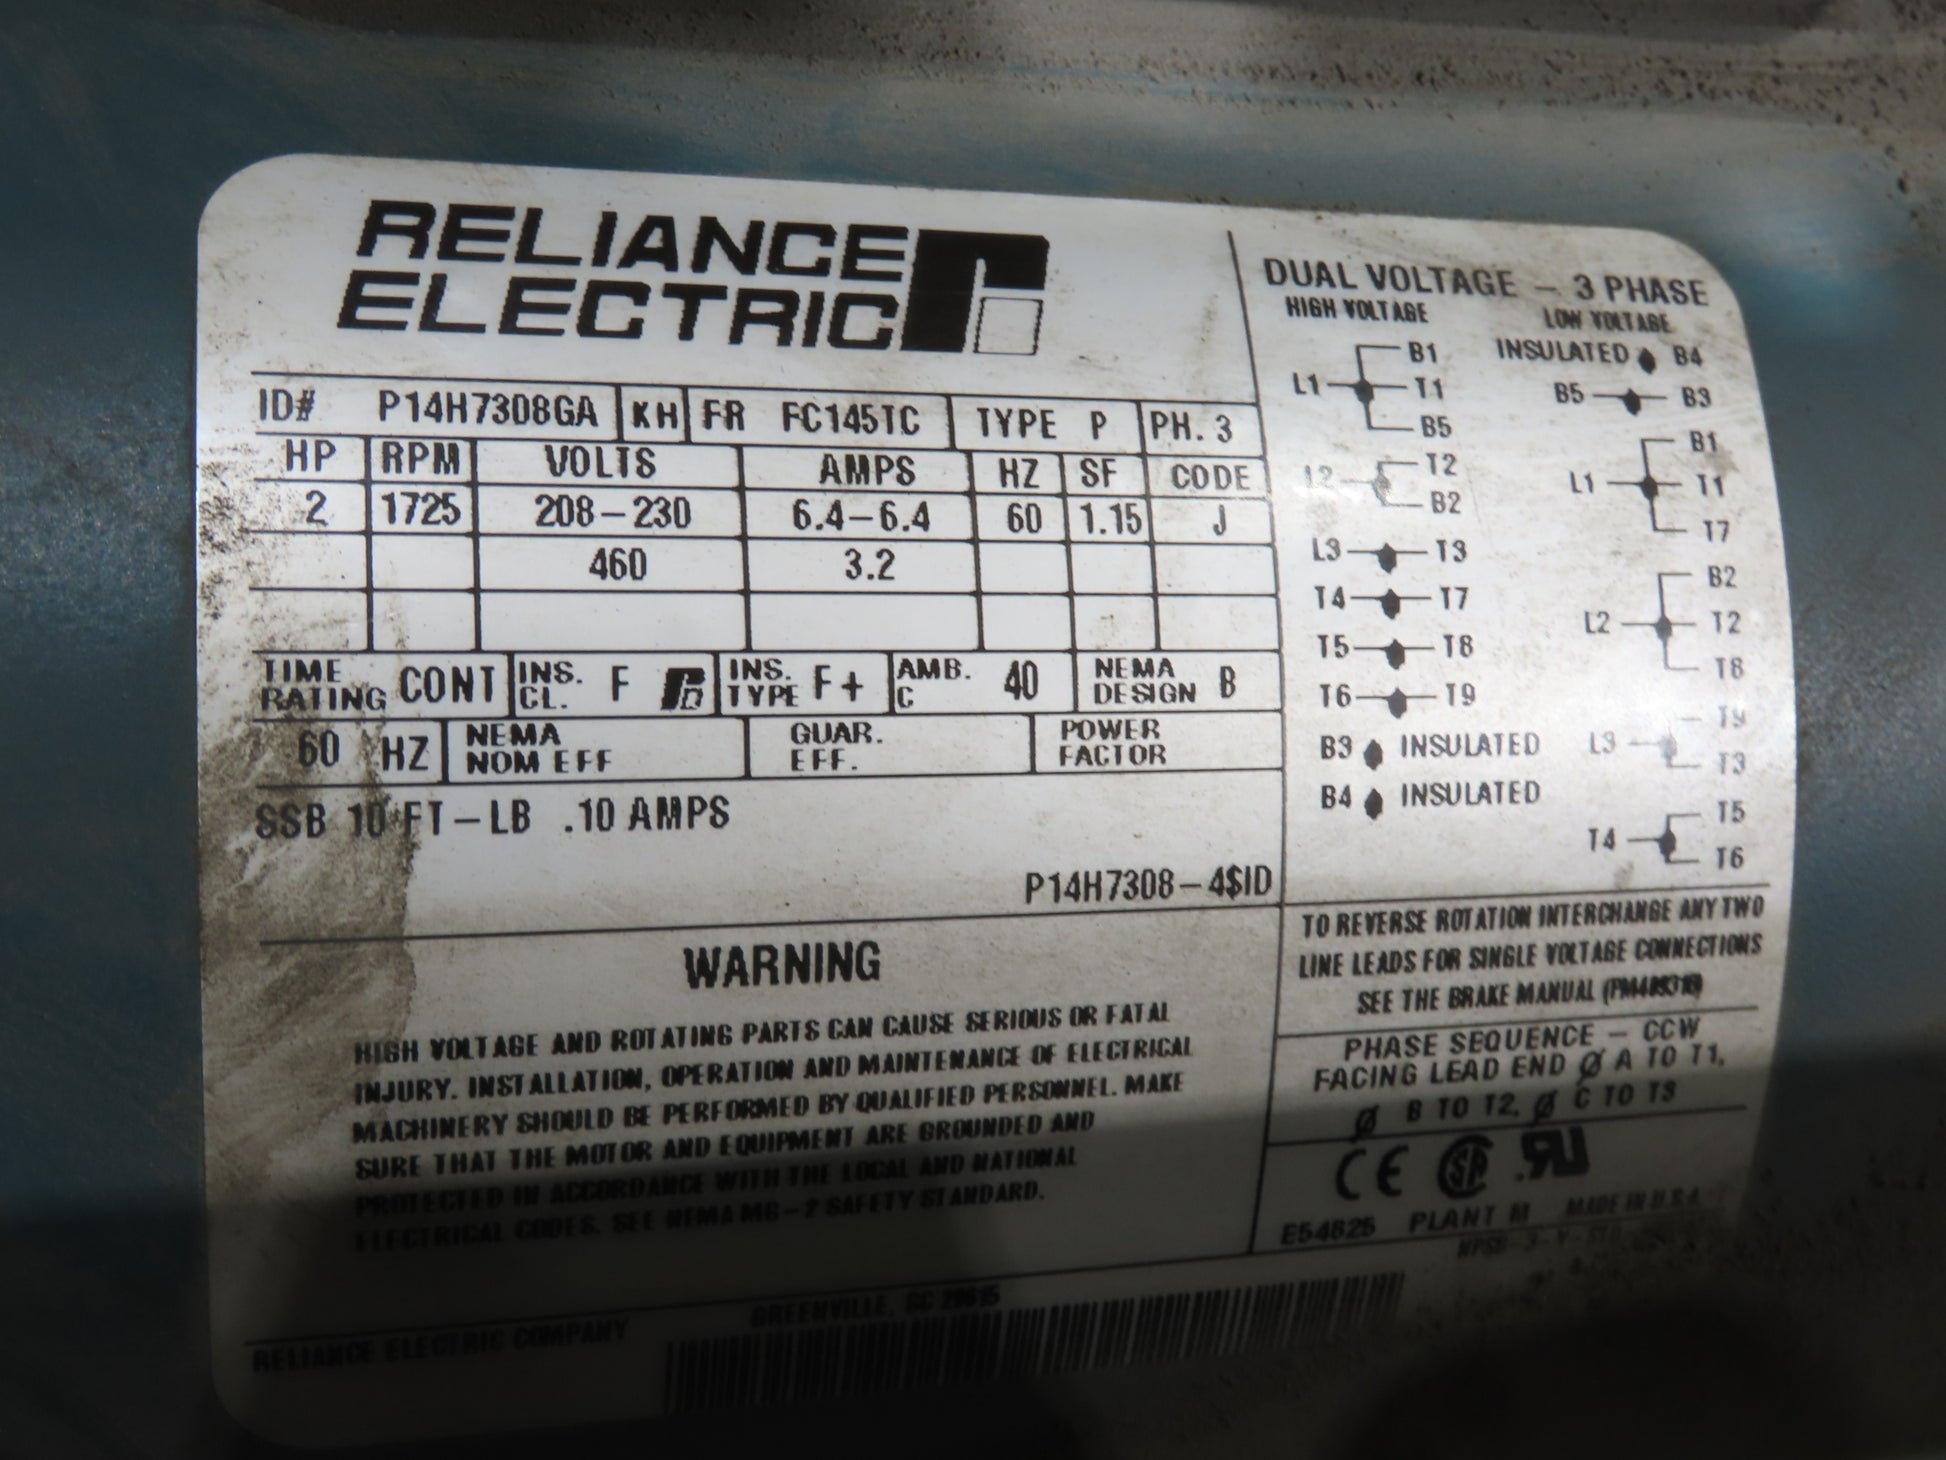 RELIANCE
ELECTRIC
ID# P14H7308GA KH FR FC145TC TYPE P PH. 3
HP RPM VOLTS AMPS HZ SF CODE
2 1725 208-230 6.4-6.4 60 1.15 J
460 3.2
TIME RATING CONT INS. CL. F INS. TYPE F+ AMB. C 40 NEMA DESIGN B
60 HZ NEMA NOM EFF GUAR. EFF. POWER FACTOR
SSB 10 FT-LB .10 AMPS
P14H7308-4$ID
WARNING
HIGH VOLTAGE AND ROTATING PARTS CAN CAUSE SERIOUS OR FATAL
INJURY. INSTALLATION, OPERATION AND MAINTENANCE OF ELECTRICAL
MACHINERY SHOULD BE PERFORMED BY QUALIFIED PERSONNEL. MAKE
SURE THAT THE MOTOR AND EQUIPMENT ARE GROUNDED AND
PROTECTED IN ACCORDANCE WITH THE LOCAL AND NATIONAL
ELECTRICAL CODES. SEE NEMA MG-2 SAFETY STANDARD.
RELIANCE ELECTRIC COMPANY GREENVILLE, SC
DUAL VOLTAGE - 3 PHASE
HIGH VOLTAGE
B1
L1 T1
B5
T2
L2
B2
L3 T3
T4 T7
T5 T8
T6 T9
B3 INSULATED
B4 INSULATED
LOW VOLTAGE
INSULATED B4
B5 B3
B1
L1 T1
T7
B2
L2 T2
T8
T9
L3
T3
T5
T4
T6
TO REVERSE ROTATION INTERCHANGE ANY TWO
LINE LEADS FOR SINGLE VOLTAGE CONNECTIONS
SEE THE BRAKE MANUAL
PHASE SEQUENCE - CCW
FACING LEAD END Ø A TO T1,
Ø B TO T2, Ø C TO T3
CE SA UR
E54825 PLANT M MADE IN U.S.A.